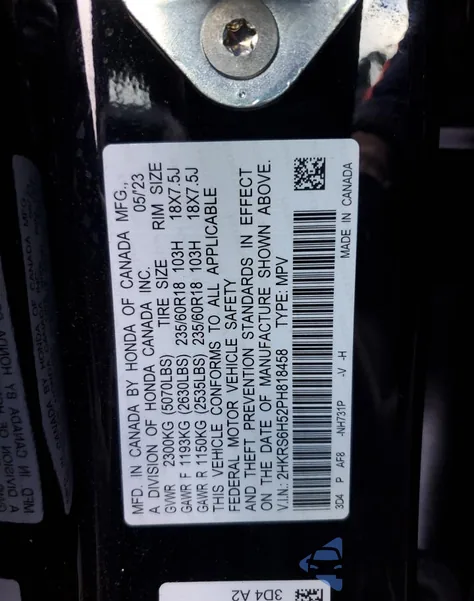 MFD. IN CANADA BY HONDA OF CANADA MFG.,
A DIVISION OF HONDA CANADA INC. 05/23
GVWR 2300KG (5070LBS) TIRE SIZE RIM SIZE
GAWR F 1193KG (2630LBS) 235/60R18 103H 18X7.5J
GAWR R 1150KG (2535LBS) 235/60R18 103H 18X7.5J
THIS VEHICLE CONFORMS TO ALL APPLICABLE
FEDERAL MOTOR VEHICLE SAFETY
AND THEFT PREVENTION STANDARDS IN EFFECT
ON THE DATE OF MANUFACTURE SHOWN ABOVE.
V.I.N.: 2HKRS6H52PH818458 TYPE: MPV
3D4 P AF8 -NH731P -V -H MADE IN CANADA
3D4 A2